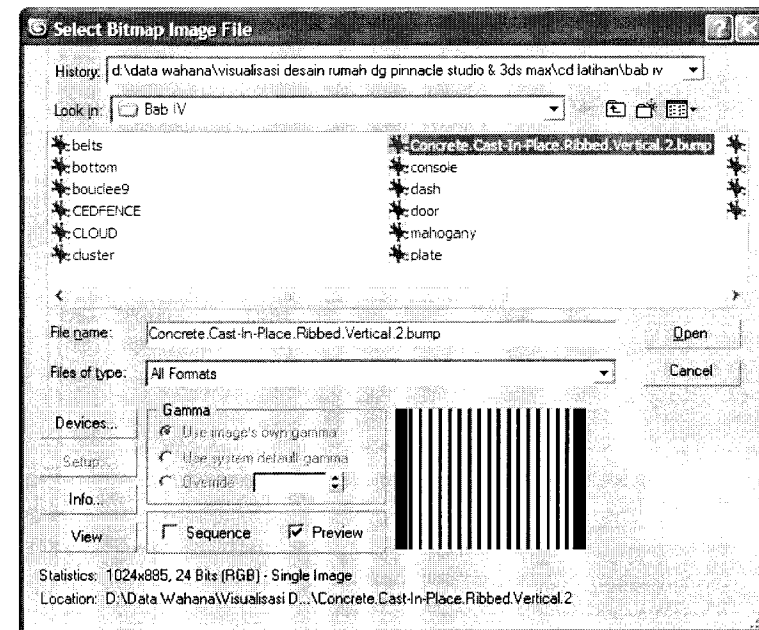 Select Bitmap Image File
History: d:\data wahana\visualisasi desain rumah dg pinnacle studio & 3ds max\cd latihan\bab iv
Look in: Bab IV
belts
bottom
bouclee9
CEDFENCE
CLOUD
cluster
Concrete.Cast-In-Place.Ribbed.Vertical.2.bump
console
dash
door
mahogany
plate
File name: Concrete.Cast-In-Place.Ribbed.Vertical.2.bump Open
Files of type: All Formats Cancel
Devices... Gamma
Use image's own gamma
Setup... Use system default gamma
Override
Info...
View Sequence Preview
Statistics: 1024x885, 24 Bits (RGB) - Single Image
Location: D:\Data Wahana\Visualisasi D...\Concrete.Cast-In-Place.Ribbed.Vertical.2